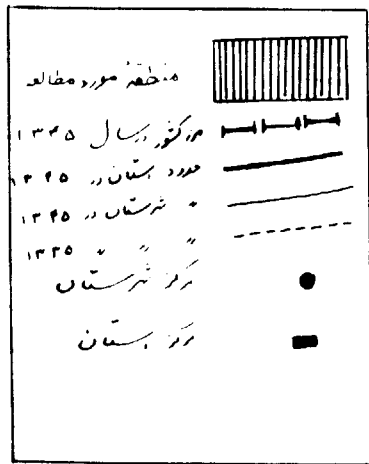 منطقهٔ مورد مطالعه
مرز کشور در سال ۱۳۴۵
حدود استان در ۱۳۴۵
〃 شهرستان در ۱۳۴۵
〃 〃 〃 ۱۳۳۵
مرکز شهرستان
مرکز استان